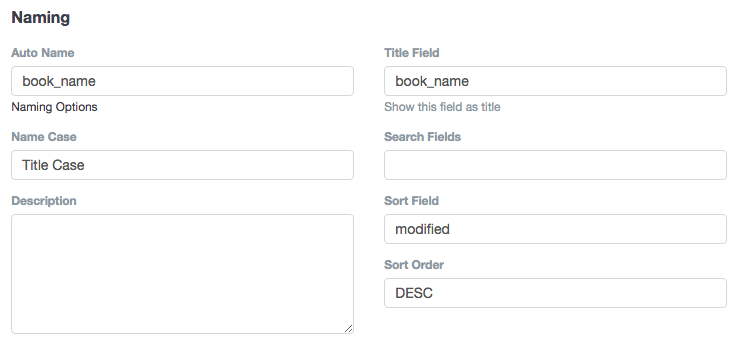 Naming
Auto Name
book_name
Naming Options
Name Case
Title Case
Description
Title Field
book_name
Show this field as title
Search Fields
Sort Field
modified
Sort Order
DESC